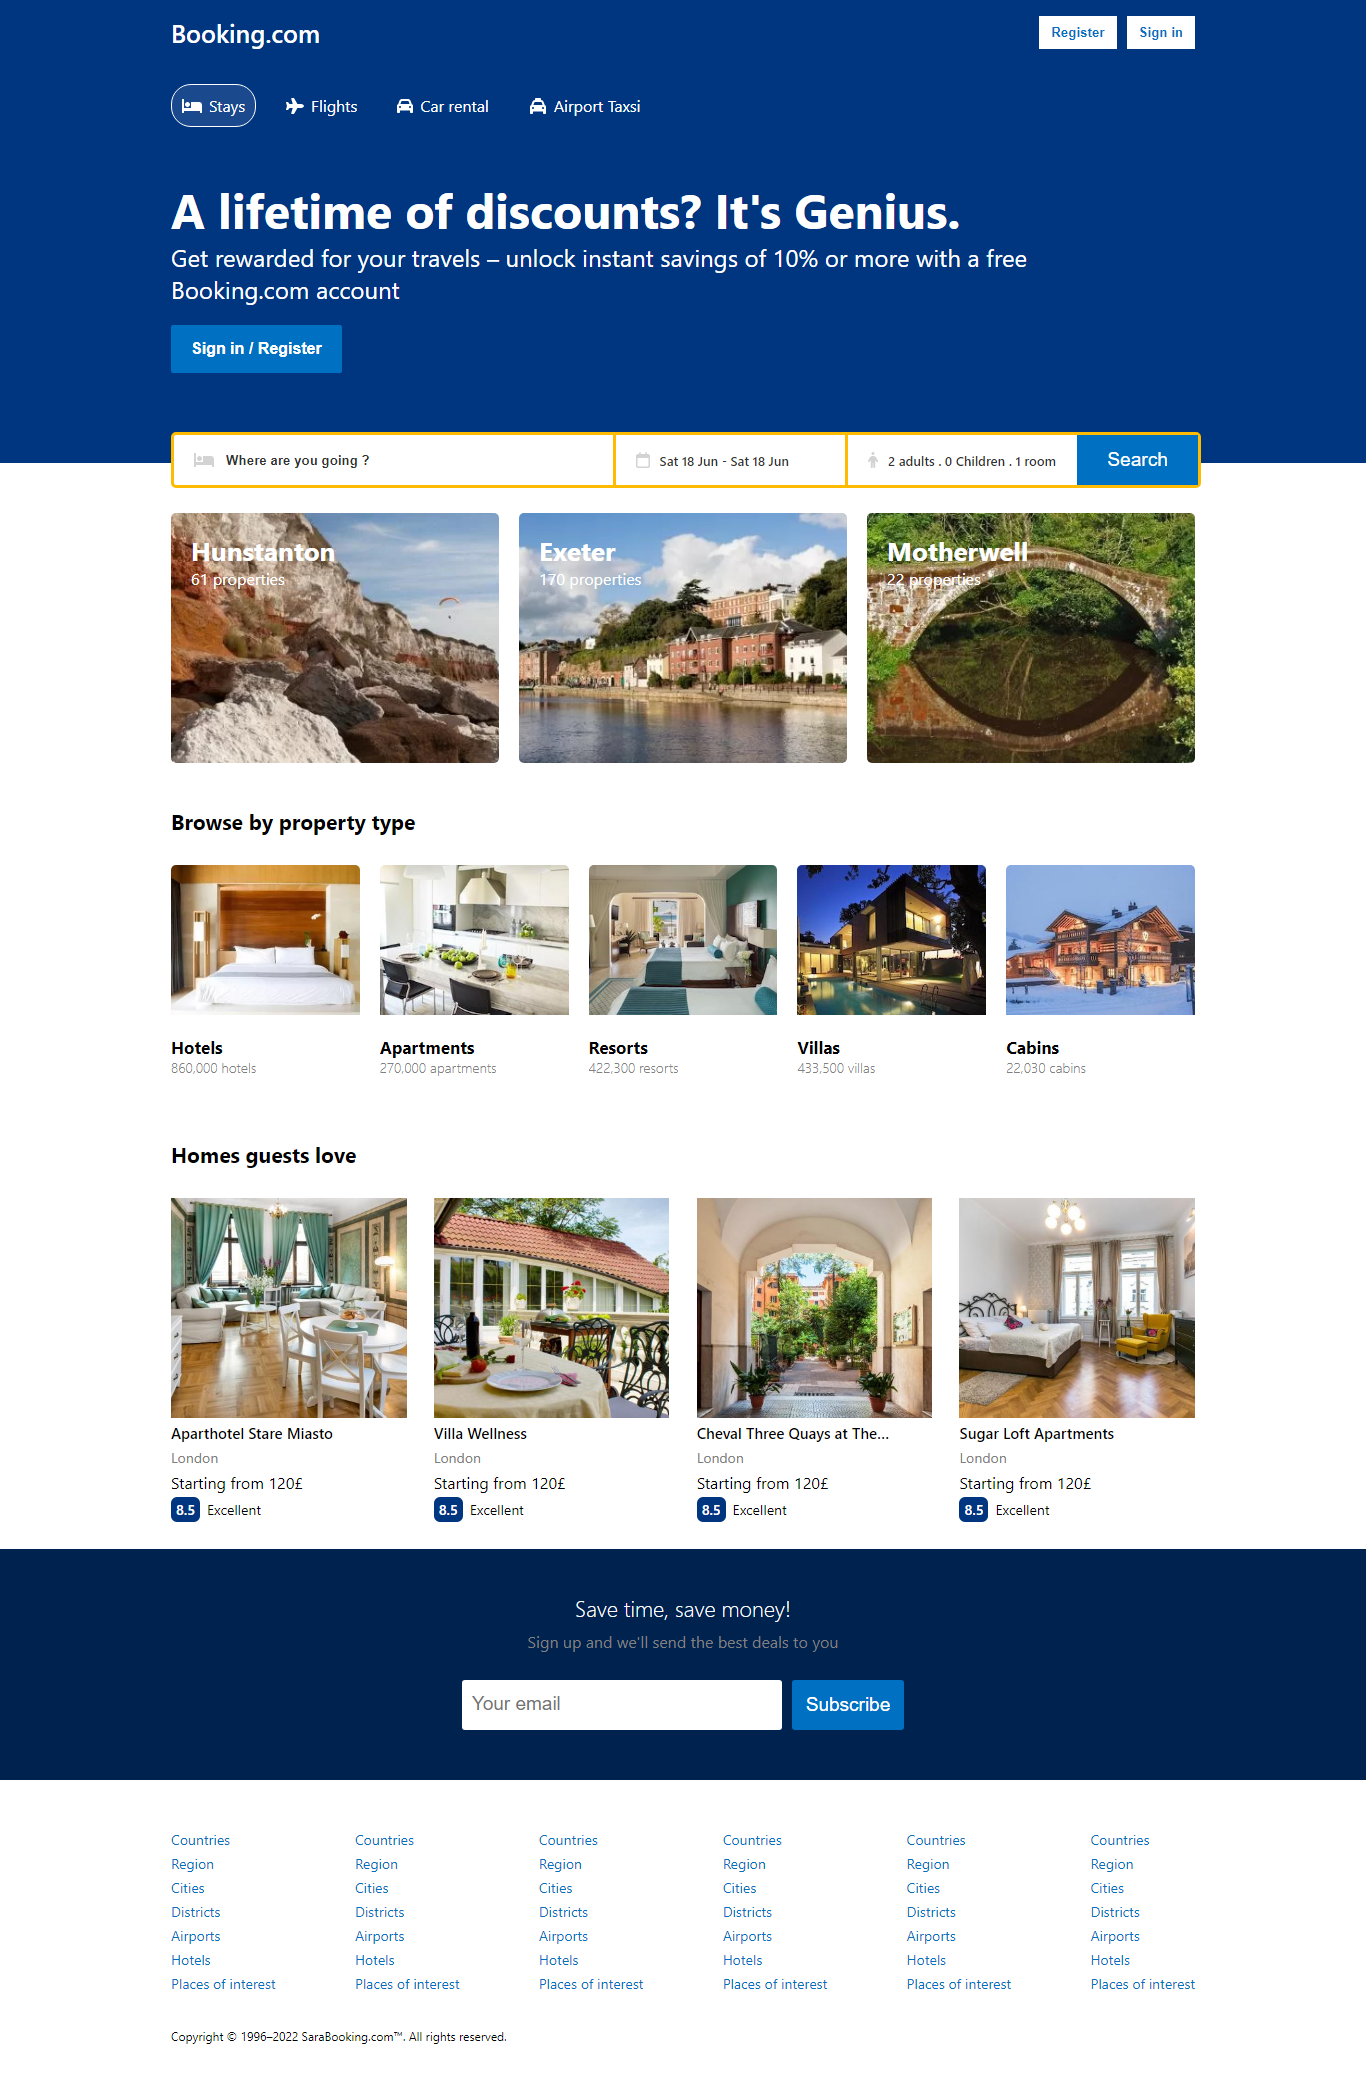 Booking.com
Register
Sign in
Stays
Flights
Car rental
Airport Taxsi
A lifetime of discounts? It's Genius.
Get rewarded for your travels – unlock instant savings of 10% or more with a free
Booking.com account
Sign in / Register
Where are you going ?
Sat 18 Jun - Sat 18 Jun
2 adults . 0 Children . 1 room
Search
Hunstanton
61 properties
Exeter
170 properties
Motherwell
22 properties
Browse by property type
Hotels
860,000 hotels
Apartments
270,000 apartments
Resorts
422,300 resorts
Villas
433,500 villas
Cabins
22,030 cabins
Homes guests love
Aparthotel Stare Miasto
London
Starting from 120£
8.5 Excellent
Villa Wellness
London
Starting from 120£
8.5 Excellent
Cheval Three Quays at The...
London
Starting from 120£
8.5 Excellent
Sugar Loft Apartments
London
Starting from 120£
8.5 Excellent
Save time, save money!
Sign up and we'll send the best deals to you
Your email
Subscribe
Countries
Region
Cities
Districts
Airports
Hotels
Places of interest
Countries
Region
Cities
Districts
Airports
Hotels
Places of interest
Countries
Region
Cities
Districts
Airports
Hotels
Places of interest
Countries
Region
Cities
Districts
Airports
Hotels
Places of interest
Countries
Region
Cities
Districts
Airports
Hotels
Places of interest
Countries
Region
Cities
Districts
Airports
Hotels
Places of interest
Copyright © 1996–2022 SaraBooking.com™. All rights reserved.